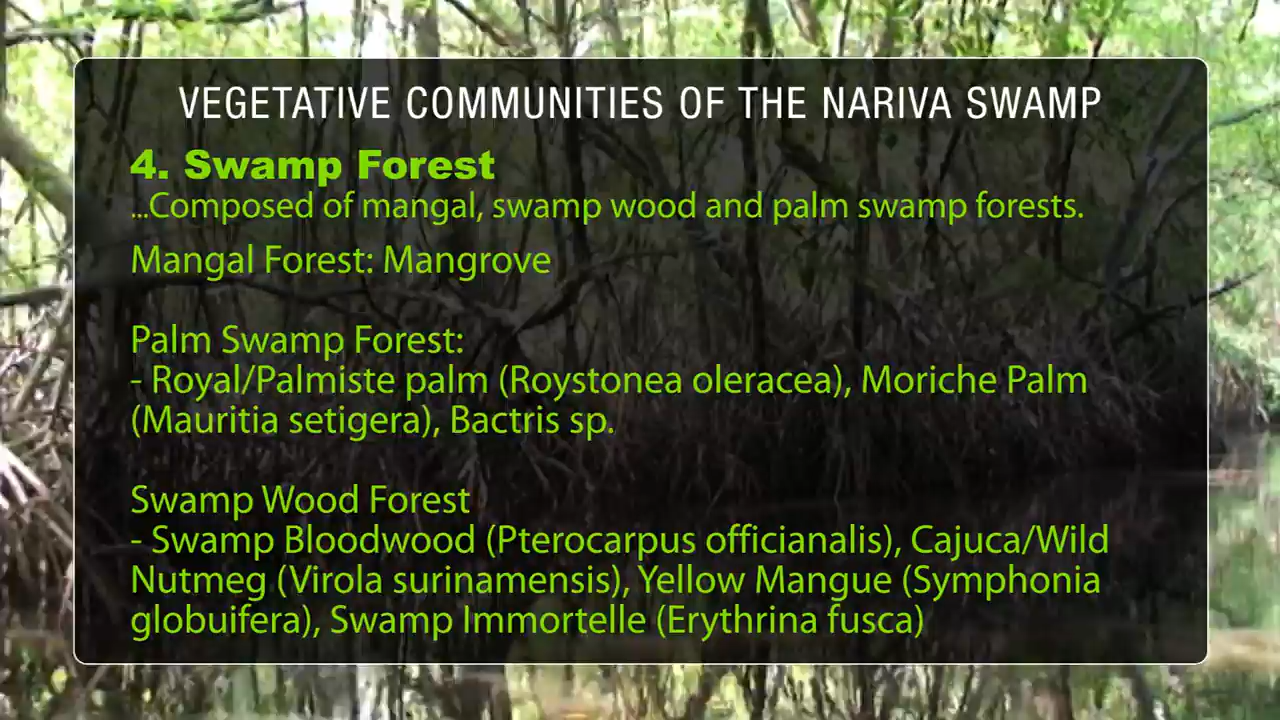 VEGETATIVE COMMUNITIES OF THE NARIVA SWAMP
4. Swamp Forest
...Composed of mangal, swamp wood and palm swamp forests.
Mangal Forest: Mangrove
Palm Swamp Forest:
- Royal/Palmiste palm (Roystonea oleracea), Moriche Palm
(Mauritia setigera), Bactris sp.
Swamp Wood Forest
- Swamp Bloodwood (Pterocarpus officianalis), Cajuca/Wild
Nutmeg (Virola surinamensis), Yellow Mangue (Symphonia
globuifera), Swamp Immortelle (Erythrina fusca)